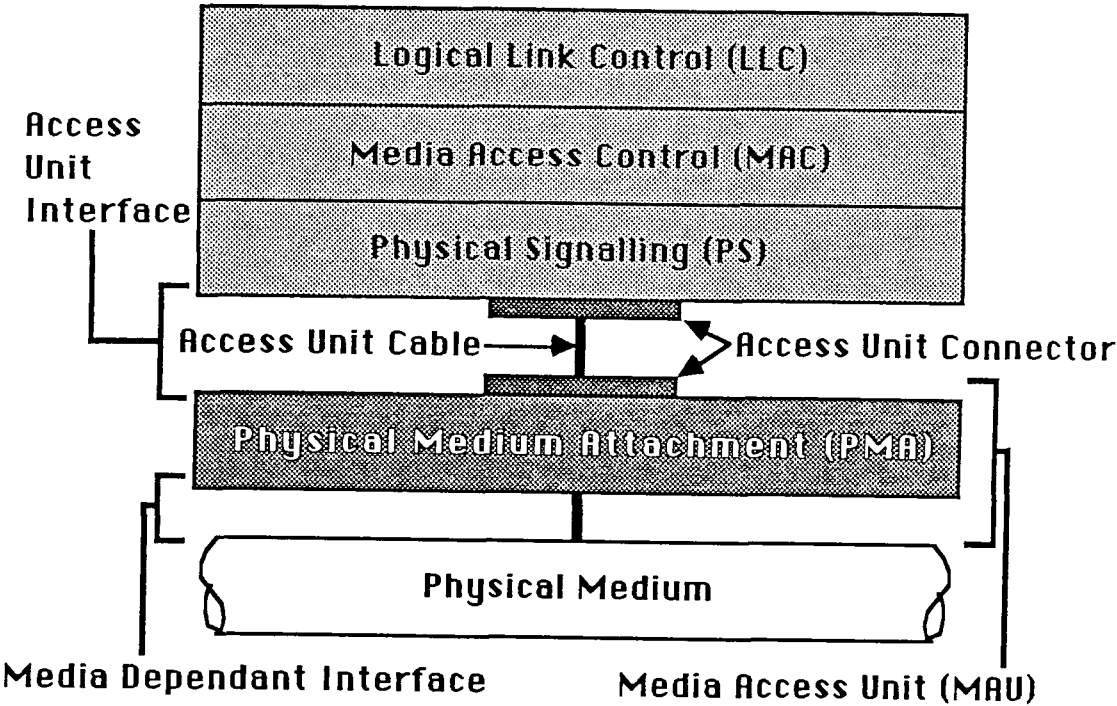 Logical Link Control (LLC)
Access
Unit
Interface
Media Access Control (MAC)
Physical Signalling (PS)
Access Unit Cable
Access Unit Connector
Physical Medium Attachment (PMA)
Physical Medium
Media Dependant Interface
Media Access Unit (MAU)